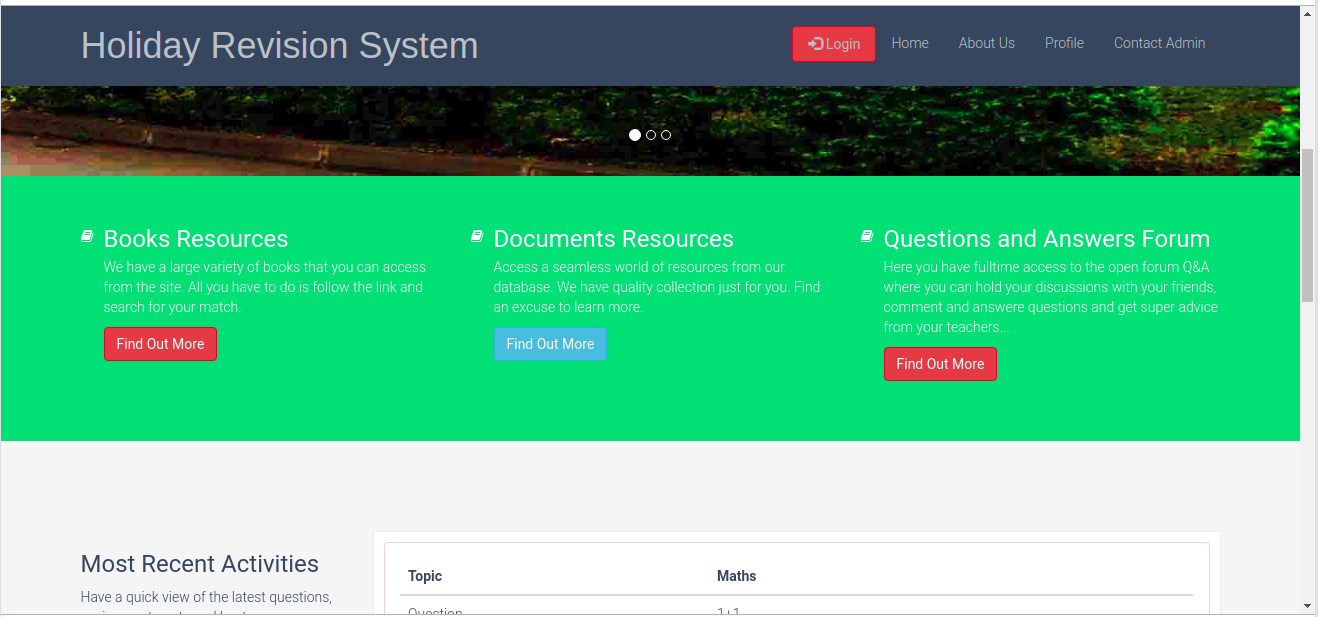 Holiday Revision System
Login Home About Us Profile Contact Admin
Books Resources
We have a large variety of books that you can access
from the site. All you have to do is follow the link and
search for your match.
Find Out More
Documents Resources
Access a seamless world of resources from our
database. We have quality collection just for you. Find
an excuse to learn more.
Find Out More
Questions and Answers Forum
Here you have fulltime access to the open forum Q&A
where you can hold your discussions with your friends,
comment and answere questions and get super advice
from your teachers...
Find Out More
Most Recent Activities
Have a quick view of the latest questions,
Topic Maths
Question 1+1